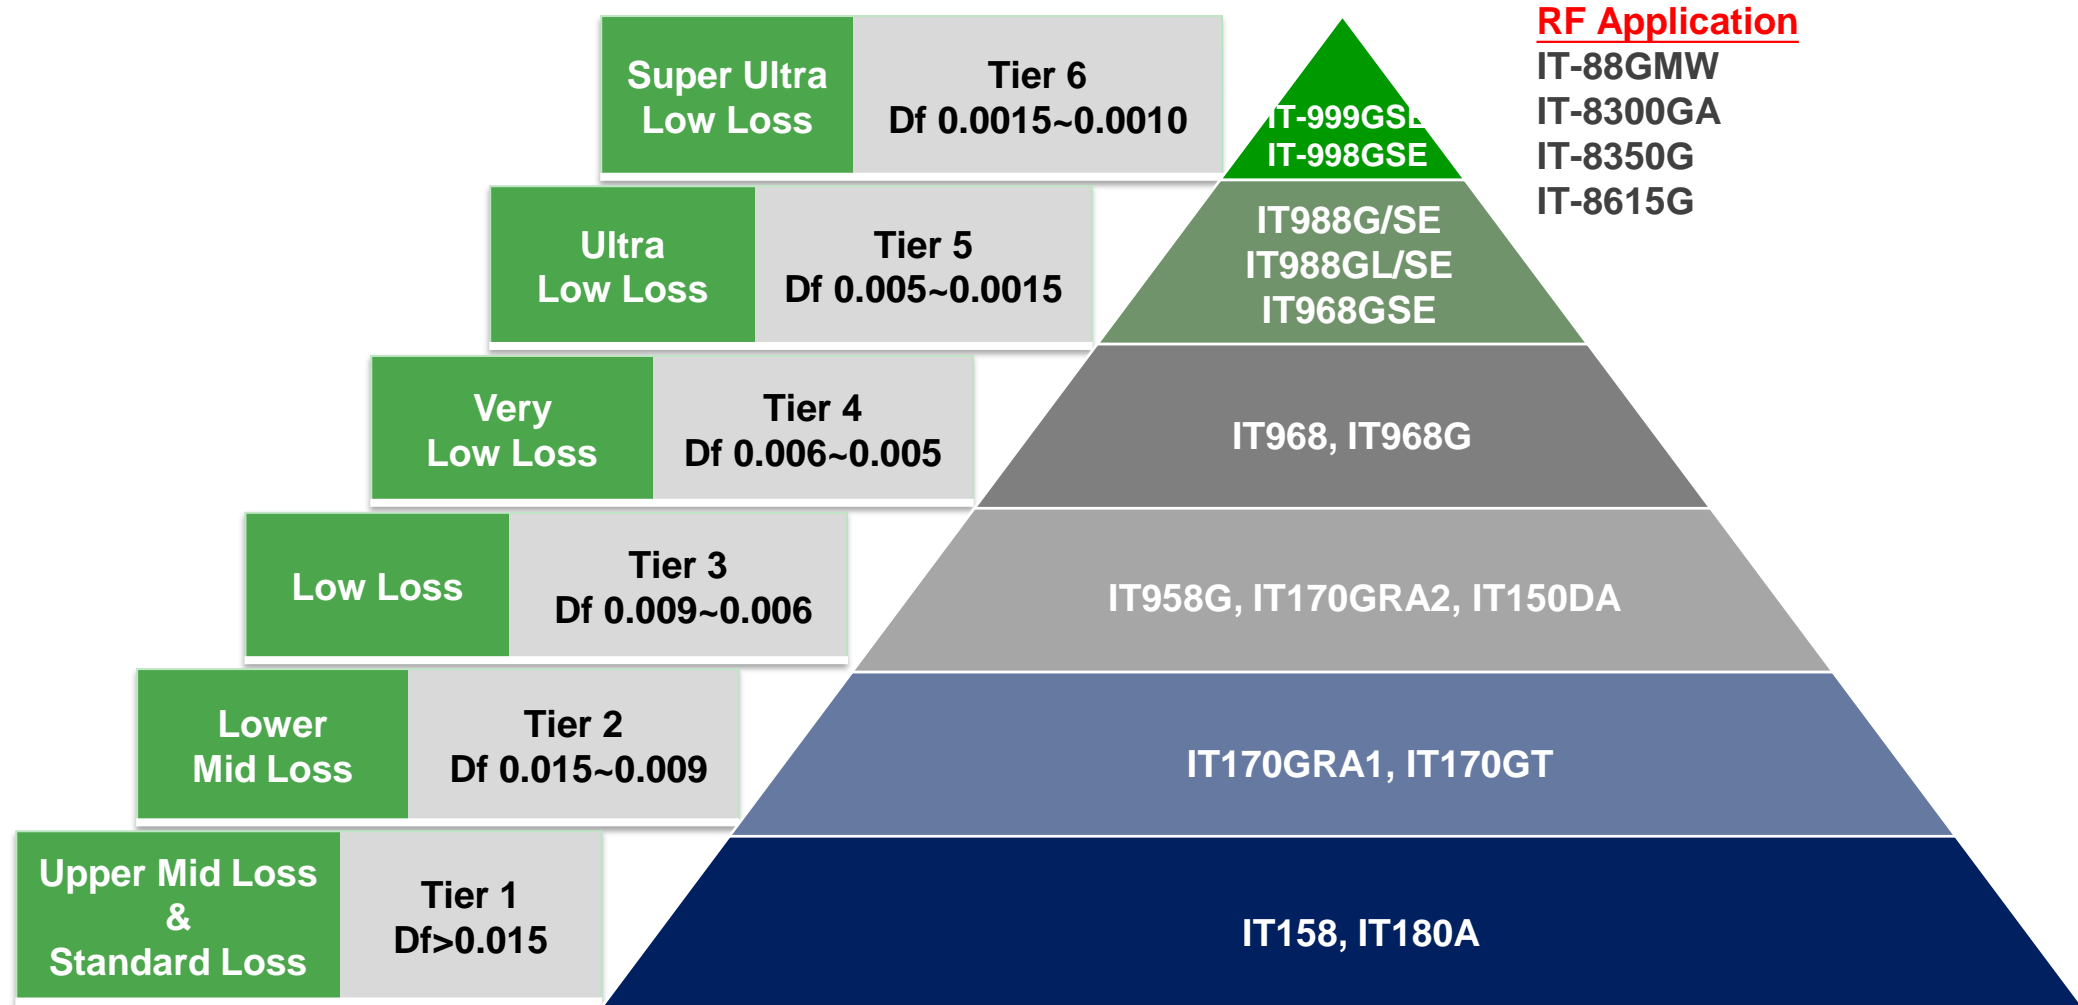 RF Application
IT-88GMW
IT-8300GA
IT-8350G
IT-8615G
Super Ultra
Low Loss
Tier 6
Df 0.0015~0.0010
IT-999GSE
IT-998GSE
Ultra
Low Loss
Tier 5
Df 0.005~0.0015
IT988G/SE
IT988GL/SE
IT968GSE
Very
Low Loss
Tier 4
Df 0.006~0.005
IT968, IT968G
Low Loss
Tier 3
Df 0.009~0.006
IT958G, IT170GRA2, IT150DA
Lower
Mid Loss
Tier 2
Df 0.015~0.009
IT170GRA1, IT170GT
Upper Mid Loss
&
Standard Loss
Tier 1
Df>0.015
IT158, IT180A